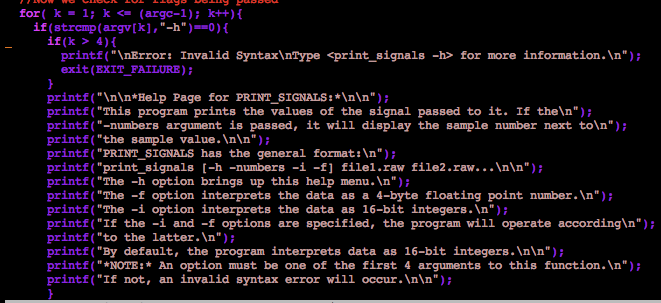 //Now we check for flags being passed
for( k = 1; k <= (argc-1); k++){
if(strcmp(argv[k],"-h")==0){
if(k > 4){
printf("\nError: Invalid Syntax\nType <print_signals -h> for more information.\n");
exit(EXIT_FAILURE);
}
printf("\n\n*Help Page for PRINT_SIGNALS:*\n\n");
printf("This program prints the values of the signal passed to it. If the\n");
printf("-numbers argument is passed, it will display the sample number next to\n");
printf("the sample value.\n\n");
printf("PRINT_SIGNALS has the general format:\n");
printf("print_signals [-h -numbers -i -f] file1.raw file2.raw...\n\n");
printf("The -h option brings up this help menu.\n");
printf("The -f option interprets the data as a 4-byte floating point number.\n");
printf("The -i option interprets the data as 16-bit integers.\n");
printf("If the -i and -f options are specified, the program will operate according\n");
printf("to the latter.\n");
printf("By default, the program interprets data as 16-bit integers.\n\n");
printf("*NOTE:* An option must be one of the first 4 arguments to this function.\n");
printf("If not, an invalid syntax error will occur.\n\n");
}